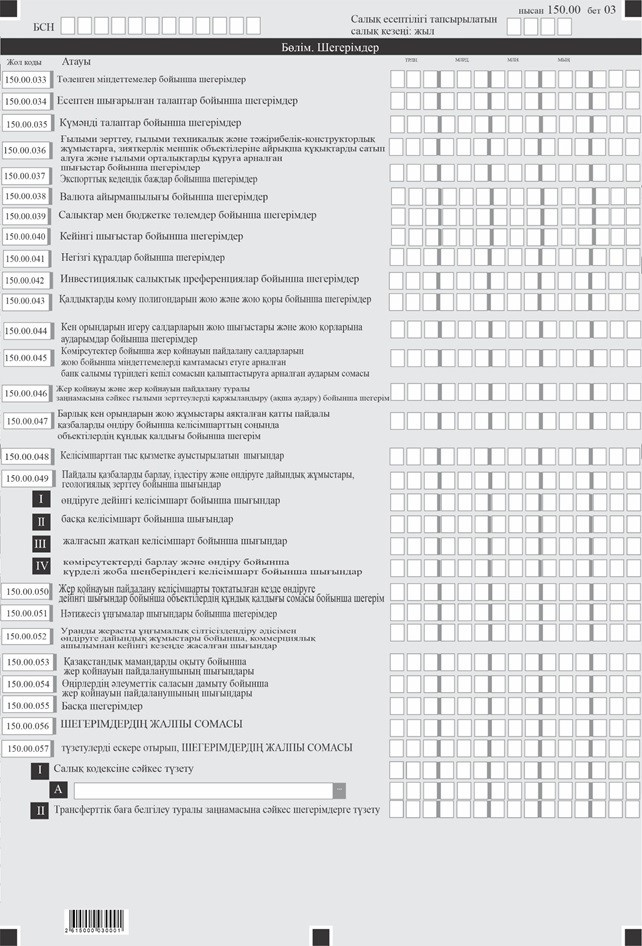 нысан 150.00 бет 03
БСН
Салық есептілігі тапсырылатын
салық кезеңі: жыл
Бөлім. Шегерімдер
Жол коды Атауы трлн млрд млн мың
150.00.033 Төленген міндеттемелер бойынша шегерімдер
150.00.034 Есептен шығарылған талаптар бойынша шегерімдер
150.00.035 Күмәнді талаптар бойынша шегерімдер
150.00.036 Ғылыми зерттеу, ғылыми техникалық және тәжірибелік-конструкторлық
жұмыстарға, зияткерлік меншік объектілеріне айрықша құқықтарды сатып
алуға және ғылыми орталықтарды құруға арналған
шығыстар бойынша шегерімдер
150.00.037 Экспорттық кедендік баждар бойынша шегерімдер
150.00.038 Валюта айырмашылығы бойынша шегерімдер
150.00.039 Салықтар мен бюджетке төлемдер бойынша шегерімдер
150.00.040 Кейінгі шығыстар бойынша шегерімдер
150.00.041 Негізгі құралдар бойынша шегерімдер
150.00.042 Инвестициялық салықтық преференциялар бойынша шегерімдер
150.00.043 Қалдықтарды көму полигондарын жою және жою қоры бойынша шегерімдер
150.00.044 Кен орындарын игеру салдарларын жою шығыстары және жою қорларына
аударымдар бойынша шегерімдер
150.00.045 Көмірсутектер бойынша жер қойнауын пайдалану салдарларын
жою бойынша міндеттемелерді қамтамасыз етуге арналған
банк салымы түріндегі кепіл сомасын қалыптастыруға арналған аударым сомасы
150.00.046 Жер қойнауы және жер қойнауын пайдалану туралы
заңнамасына сәйкес ғылыми зерттеулерді қаржыландыру (ақша аудару) бойынша шегерім
150.00.047 Барлық кен орындарын жою жұмыстары аяқталған қатты пайдалы
қазбаларды өндіру бойынша келісімшарттың соңында
объектілердің құндық қалдығы бойынша шегерім
150.00.048 Келісімшарттан тыс қызметке ауыстырылатын шығындар
150.00.049 Пайдалы қазбаларды барлау, іздестіру және өндіруге дайындық жұмыстары,
геологиялық зерттеу бойынша шығындар
I өндіруге дейінгі келісімшарт бойынша шығындар
II басқа келісімшарт бойынша шығындар
III жалғасып жатқан келісімшарт бойынша шығындар
IV көмірсутектерді барлау және өндіру бойынша
күрделі жоба шеңберіндегі келісімшарт бойынша шығындар
150.00.050 Жер қойнауын пайдалану келісімшарты тоқтатылған кезде өндіруге
дейінгі шығындар бойынша объектілердің құндық қалдығы сомасы бойынша шегерім
150.00.051 Нәтижесіз ұңғымалар шығындары бойынша шегерімдер
150.00.052 Уранды жерасты ұңғымалық сілтісіздендіру әдісімен
өндіруге дайындық жұмыстары бойынша, коммерциялық
ашылымнан кейінгі кезеңде жасалған шығындар
150.00.053 Қазақстандық мамандарды оқыту бойынша
жер қойнауын пайдаланушының шығындары
150.00.054 Өңірлердің әлеуметтік саласын дамыту бойынша
жер қойнауын пайдаланушының шығындары
150.00.055 Басқа шегерімдер
150.00.056 ШЕГЕРІМДЕРДІҢ ЖАЛПЫ СОМАСЫ
150.00.057 түзетулерді ескере отырып, ШЕГЕРІМДЕРДІҢ ЖАЛПЫ СОМАСЫ
I Салық кодексіне сәйкес түзету
A
II Трансферттік баға белгілеу туралы заңнамасына сәйкес шегерімдерге түзету